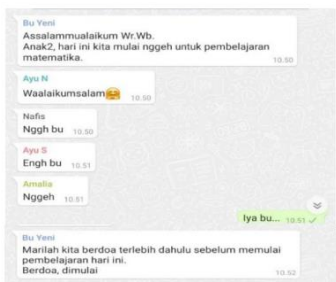 Bu Yeni
Assalammualaikum Wr.Wb.
Anak2, hari ini kita mulai nggeh untuk pembelajaran
matematika.
10.50
Ayu N
Waalaikumsalam🤗 10.50
Nafis
Nggh bu 10.50
Ayu S
Engh bu 10.51
Amalia
Nggeh 10.51
Iya bu... 10.51
Bu Yeni
Marilah kita berdoa terlebih dahulu sebelum memulai
pembelajaran hari ini.
Berdoa, dimulai 10.52